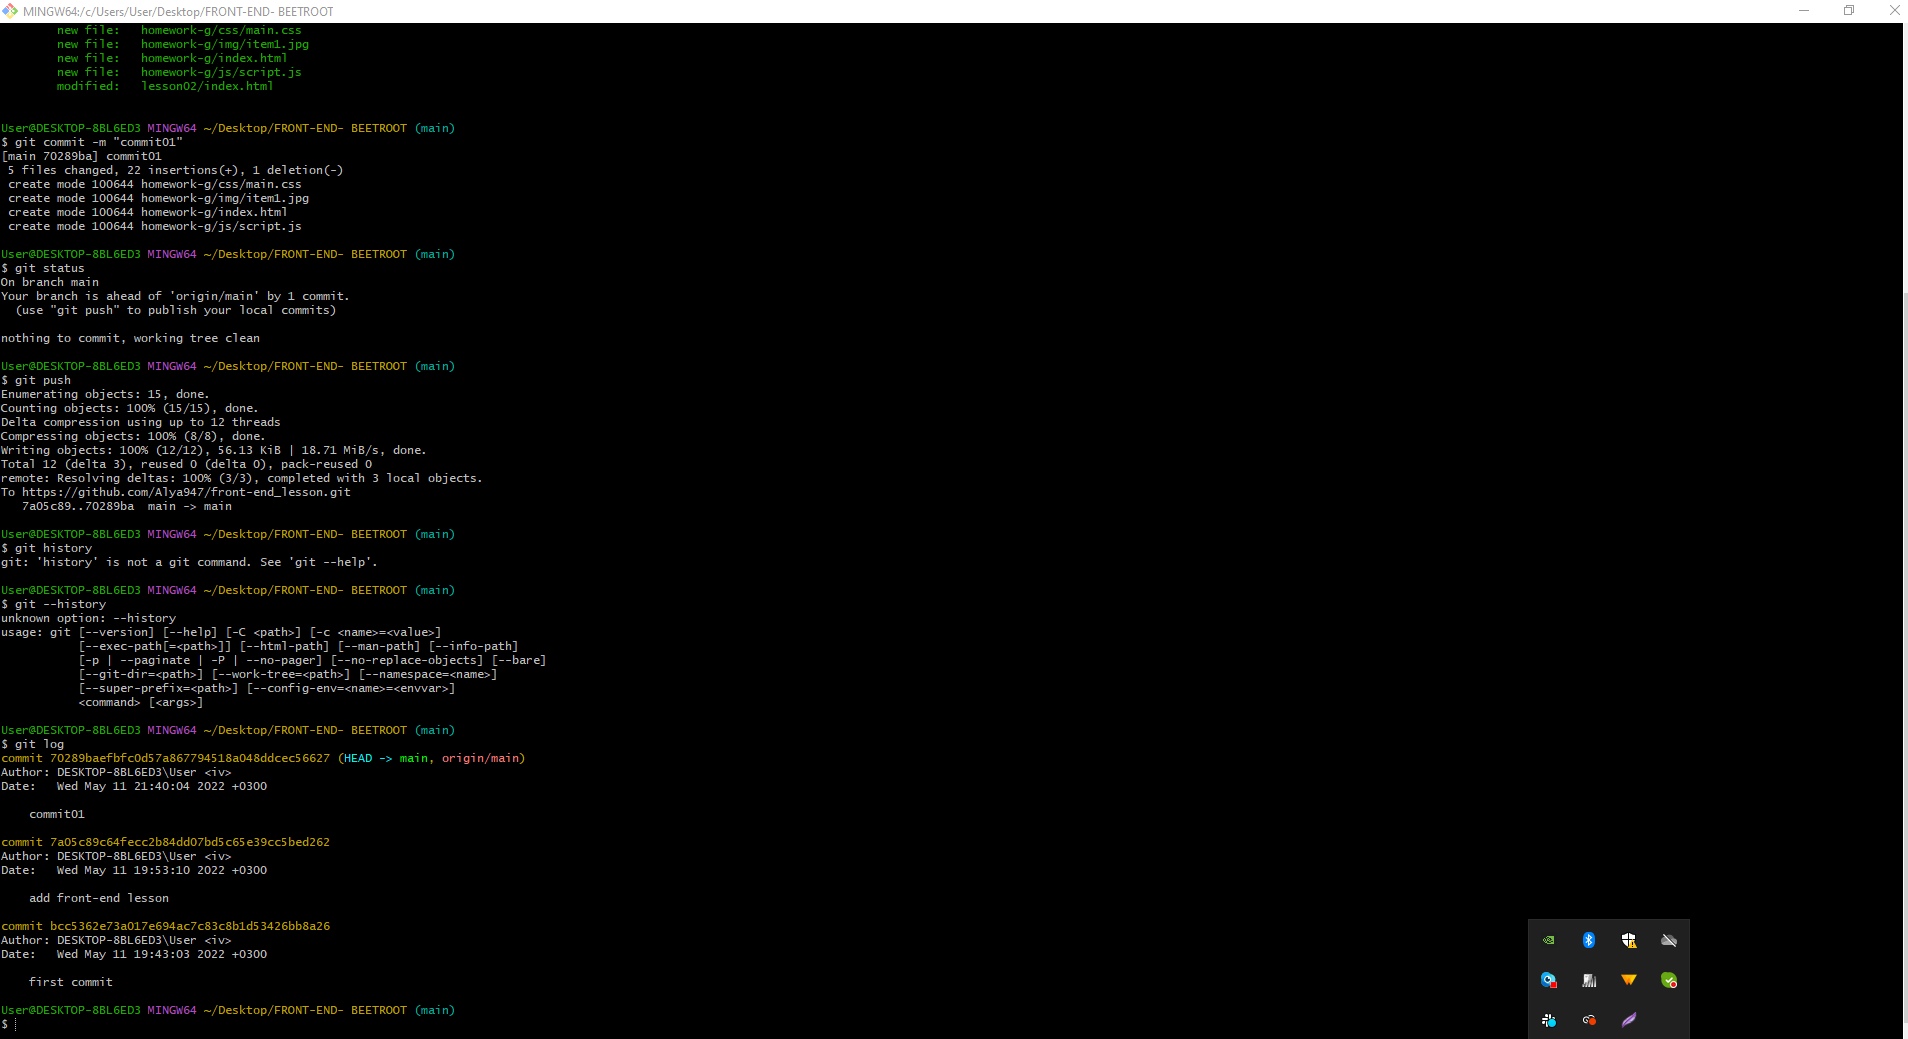 MINGW64:/c/Users/User/Desktop/FRONT-END- BEETROOT
new file:   homework-g/css/main.css
new file:   homework-g/img/item1.jpg
new file:   homework-g/index.html
new file:   homework-g/js/script.js
modified:   lesson02/index.html
User@DESKTOP-8BL6ED3 MINGW64 ~/Desktop/FRONT-END- BEETROOT (main)
$ git commit -m "commit01"
[main 70289ba] commit01
5 files changed, 22 insertions(+), 1 deletion(-)
create mode 100644 homework-g/css/main.css
create mode 100644 homework-g/img/item1.jpg
create mode 100644 homework-g/index.html
create mode 100644 homework-g/js/script.js
User@DESKTOP-8BL6ED3 MINGW64 ~/Desktop/FRONT-END- BEETROOT (main)
$ git status
On branch main
Your branch is ahead of 'origin/main' by 1 commit.
(use "git push" to publish your local commits)
nothing to commit, working tree clean
User@DESKTOP-8BL6ED3 MINGW64 ~/Desktop/FRONT-END- BEETROOT (main)
$ git push
Enumerating objects: 15, done.
Counting objects: 100% (15/15), done.
Delta compression using up to 12 threads
Compressing objects: 100% (8/8), done.
Writing objects: 100% (12/12), 56.13 KiB | 18.71 MiB/s, done.
Total 12 (delta 3), reused 0 (delta 0), pack-reused 0
remote: Resolving deltas: 100% (3/3), completed with 3 local objects.
To https://github.com/Alya947/front-end_lesson.git
7a05c89..70289ba  main -> main
User@DESKTOP-8BL6ED3 MINGW64 ~/Desktop/FRONT-END- BEETROOT (main)
$ git history
git: 'history' is not a git command. See 'git --help'.
User@DESKTOP-8BL6ED3 MINGW64 ~/Desktop/FRONT-END- BEETROOT (main)
$ git --history
unknown option: --history
usage: git [--version] [--help] [-C <path>] [-c <name>=<value>]
[--exec-path[=<path>]] [--html-path] [--man-path] [--info-path]
[-p | --paginate | -P | --no-pager] [--no-replace-objects] [--bare]
[--git-dir=<path>] [--work-tree=<path>] [--namespace=<name>]
[--super-prefix=<path>] [--config-env=<name>=<envvar>]
<command> [<args>]
User@DESKTOP-8BL6ED3 MINGW64 ~/Desktop/FRONT-END- BEETROOT (main)
$ git log
commit 70289baefbfc0d57a867794518a048ddcec56627 (HEAD -> main, origin/main)
Author: DESKTOP-8BL6ED3\User <iv>
Date:   Wed May 11 21:40:04 2022 +0300
commit01
commit 7a05c89c64fecc2b84dd07bd5c65e39cc5bed262
Author: DESKTOP-8BL6ED3\User <iv>
Date:   Wed May 11 19:53:10 2022 +0300
add front-end lesson
commit bcc5362e73a017e694ac7c83c8b1d53426bb8a26
Author: DESKTOP-8BL6ED3\User <iv>
Date:   Wed May 11 19:43:03 2022 +0300
first commit
User@DESKTOP-8BL6ED3 MINGW64 ~/Desktop/FRONT-END- BEETROOT (main)
$